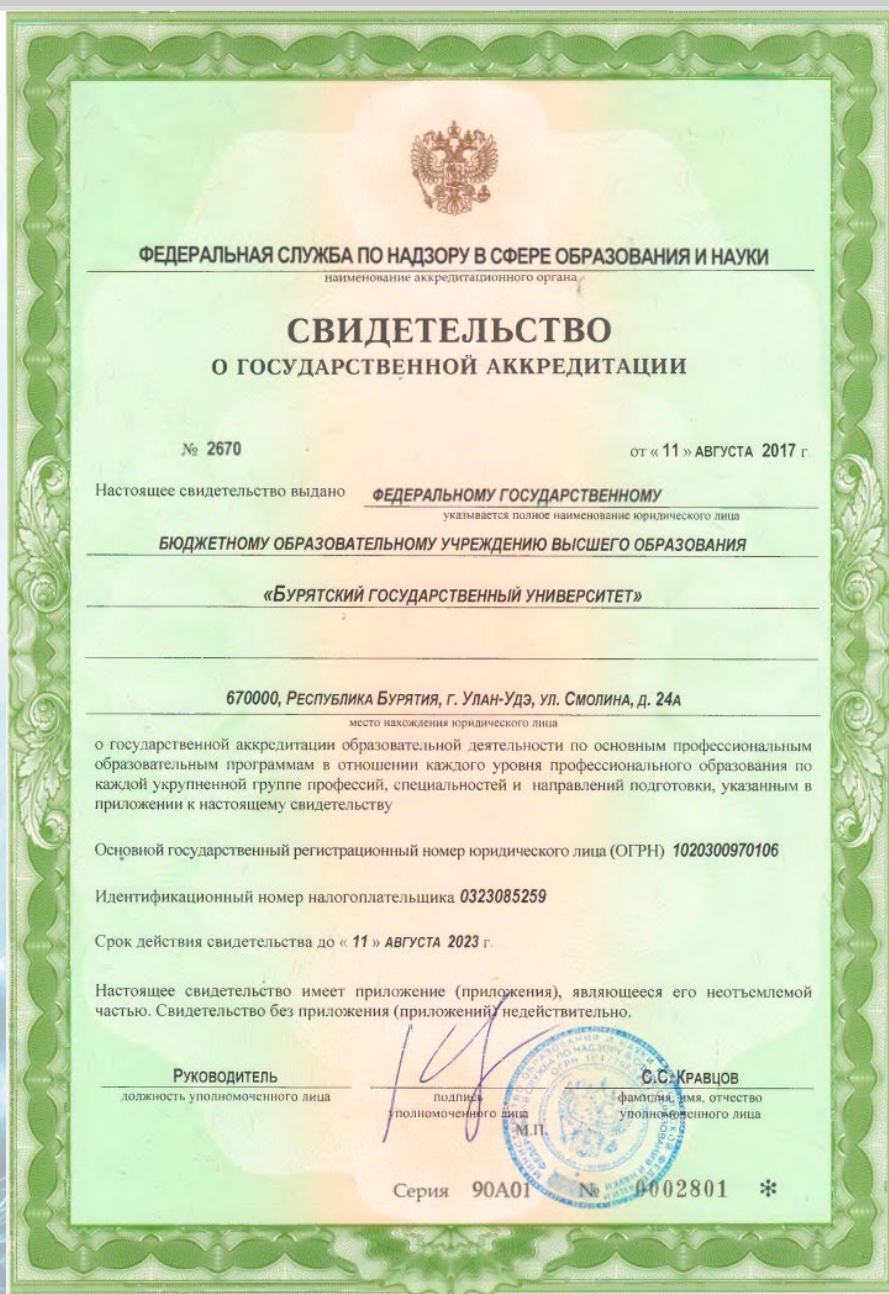 ФЕДЕРАЛЬНАЯ СЛУЖБА ПО НАДЗОРУ В СФЕРЕ ОБРАЗОВАНИЯ И НАУКИ
наименование аккредитационного органа
СВИДЕТЕЛЬСТВО
О ГОСУДАРСТВЕННОЙ АККРЕДИТАЦИИ
№ 2670 от « 11 » АВГУСТА 2017 г.
Настоящее свидетельство выдано ФЕДЕРАЛЬНОМУ ГОСУДАРСТВЕННОМУ
указывается полное наименование юридического лица
БЮДЖЕТНОМУ ОБРАЗОВАТЕЛЬНОМУ УЧРЕЖДЕНИЮ ВЫСШЕГО ОБРАЗОВАНИЯ
«БУРЯТСКИЙ ГОСУДАРСТВЕННЫЙ УНИВЕРСИТЕТ»
670000, РЕСПУБЛИКА БУРЯТИЯ, Г. УЛАН-УДЭ, УЛ. СМОЛИНА, Д. 24А
место нахождения юридического лица
о государственной аккредитации образовательной деятельности по основным профессиональным
образовательным программам в отношении каждого уровня профессионального образования по
каждой укрупненной группе профессий, специальностей и направлений подготовки, указанным в
приложении к настоящему свидетельству
Основной государственный регистрационный номер юридического лица (ОГРН) 1020300970106
Идентификационный номер налогоплательщика 0323085259
Срок действия свидетельства до « 11 » АВГУСТА 2023 г.
Настоящее свидетельство имеет приложение (приложения), являющееся его неотъемлемой
частью. Свидетельство без приложения (приложений) недействительно.
РУКОВОДИТЕЛЬ С.С. КРАВЦОВ
должность уполномоченного лица подпись фамилия, имя, отчество
уполномоченного лица уполномоченного лица
М.П.
Серия 90А01 № 0002801 *